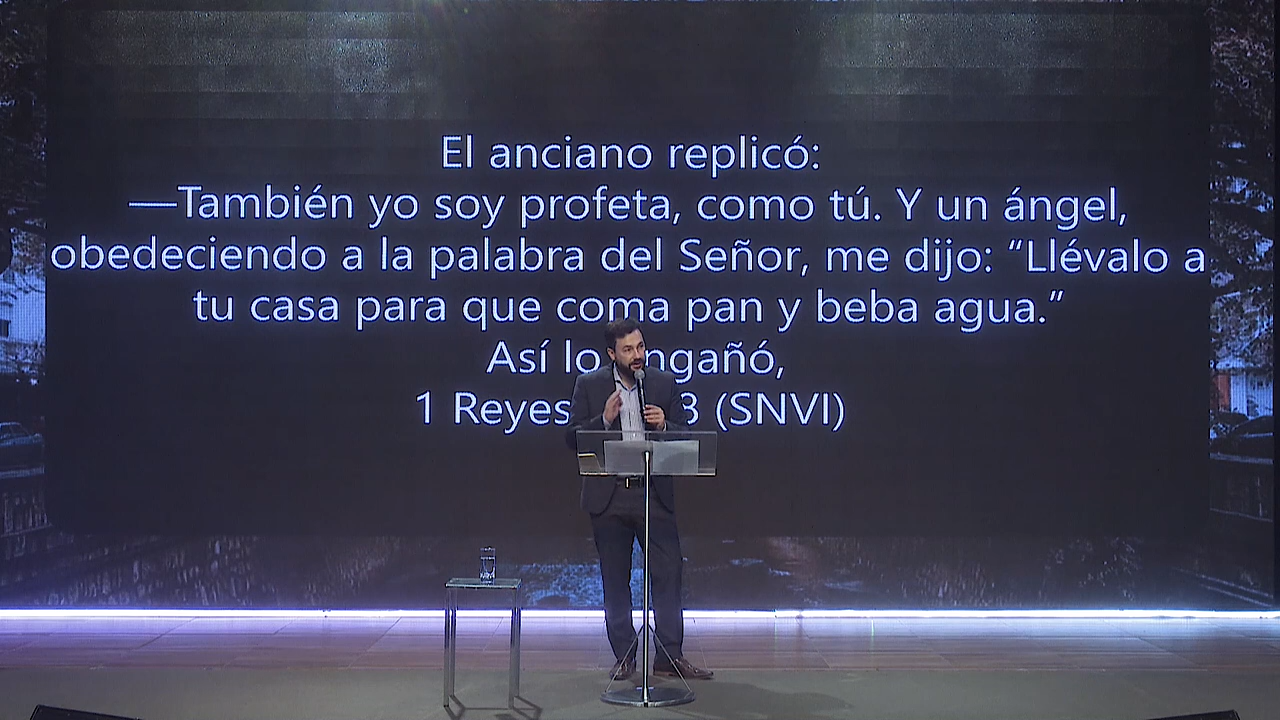 El anciano replicó:
—También yo soy profeta, como tú. Y un ángel,
obedeciendo a la palabra del Señor, me dijo: “Llévalo a
tu casa para que coma pan y beba agua.”
Así lo
1 Reyes (SNVI)